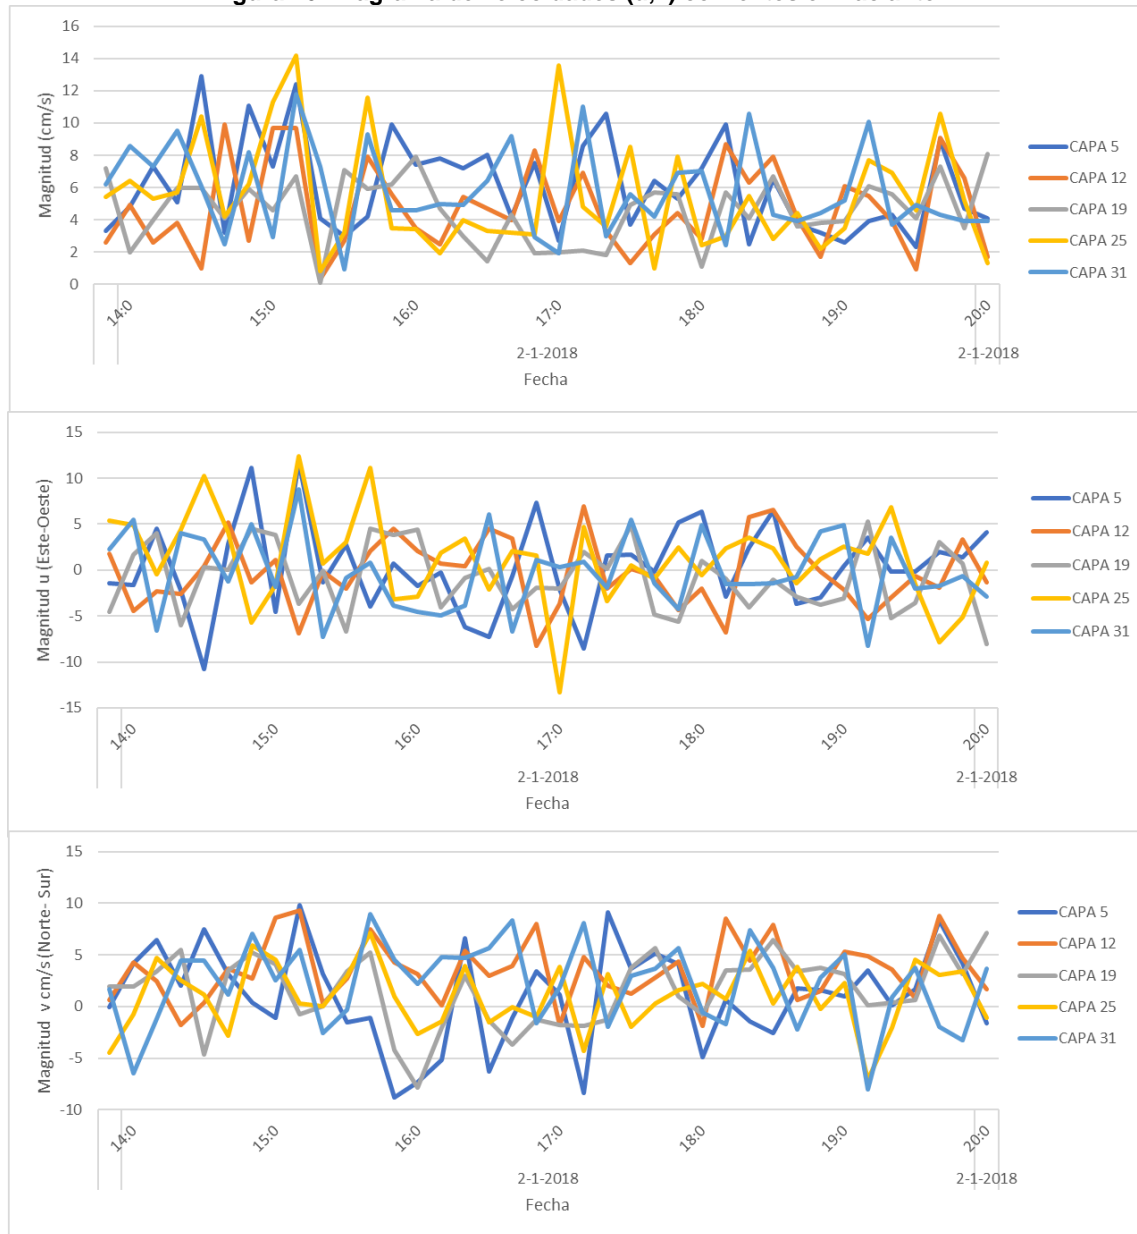 16
14
12
10
8
6
4
2
0
Magnitud (cm/s)
14:0
15:0
16:0
17:0
18:0
19:0
20:0
2-1-2018
2-1-2018
Fecha
CAPA 5
CAPA 12
CAPA 19
CAPA 25
CAPA 31
15
10
5
0
-5
-10
-15
Magnitud u (Este-Oeste)
14:0
15:0
16:0
17:0
18:0
19:0
20:0
2-1-2018
2-1-2018
Fecha
CAPA 5
CAPA 12
CAPA 19
CAPA 25
CAPA 31
15
10
5
0
-5
-10
Magnitud v cm/s (Norte- Sur)
14:0
15:0
16:0
17:0
18:0
19:0
20:0
2-1-2018
2-1-2018
Fecha
CAPA 5
CAPA 12
CAPA 19
CAPA 25
CAPA 31